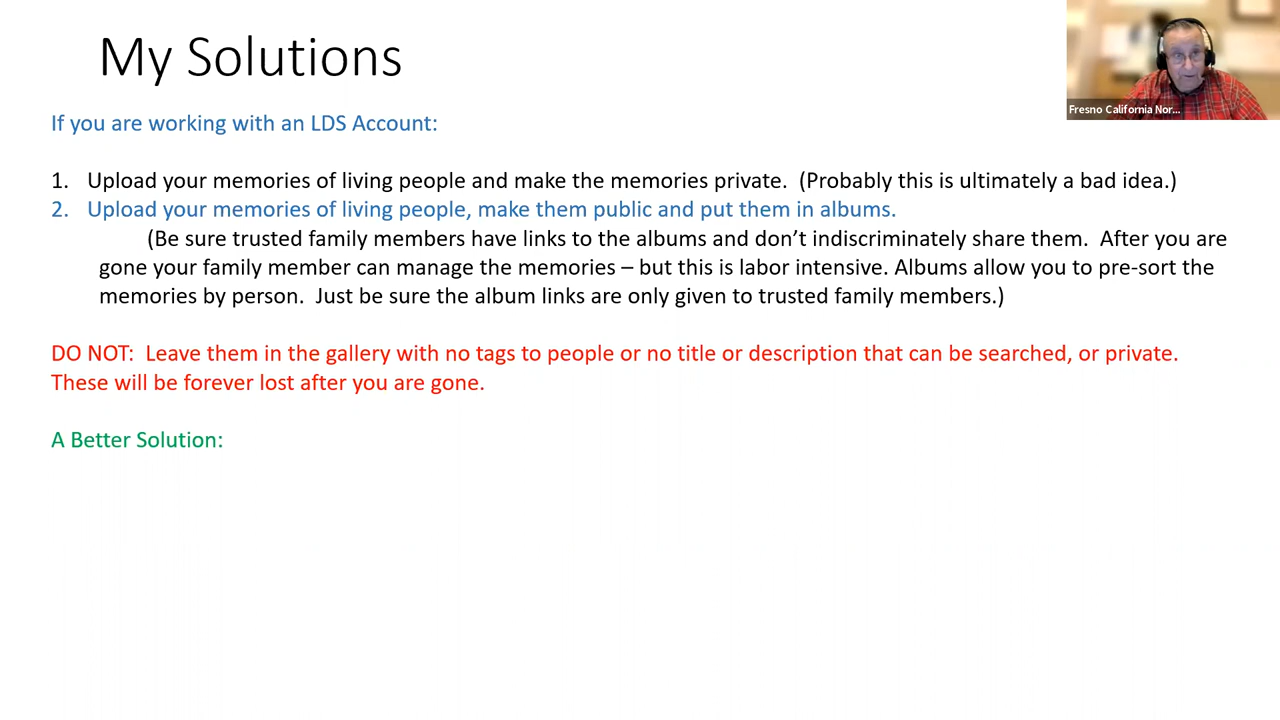 My Solutions
Fresno California Nor...
If you are working with an LDS Account:
1. Upload your memories of living people and make the memories private. (Probably this is ultimately a bad idea.)
2. Upload your memories of living people, make them public and put them in albums.
(Be sure trusted family members have links to the albums and don’t indiscriminately share them. After you are
gone your family member can manage the memories – but this is labor intensive. Albums allow you to pre-sort the
memories by person. Just be sure the album links are only given to trusted family members.)
DO NOT: Leave them in the gallery with no tags to people or no title or description that can be searched, or private.
These will be forever lost after you are gone.
A Better Solution: